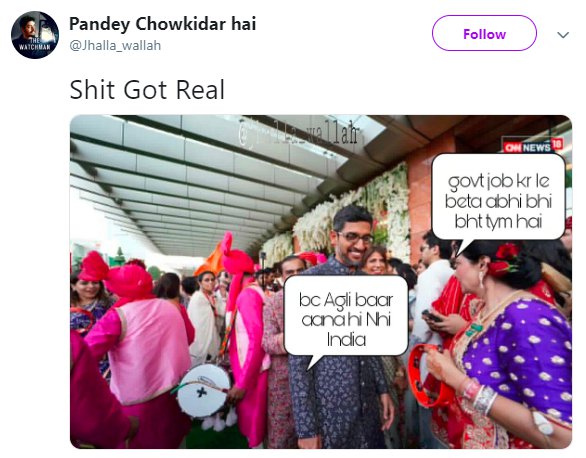 Pandey Chowkidar hai
@Jhalla_wallah
THE
WATCHMAN
Follow
Shit Got Real
@jhalla_wallah
CNN NEWS 18
govt job kr le
beta abhi bhi
bht tym hai
bc Agli baar
aana hi Nhi
India